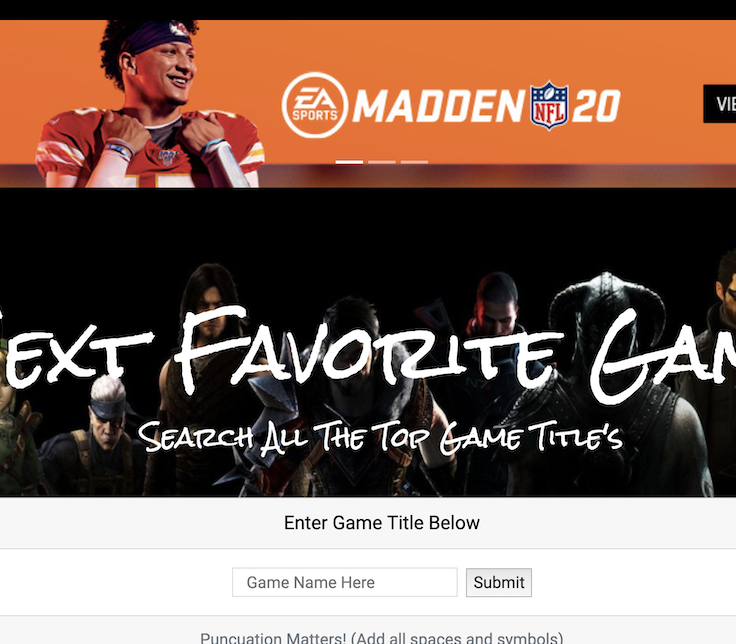 EA SPORTS MADDEN NFL 20
VIE
EXT FAVORITE GAM
SEARCH ALL THE TOP GAME TITLE'S
Enter Game Title Below
Game Name Here
Submit
Puncuation Matters! (Add all spaces and symbols)